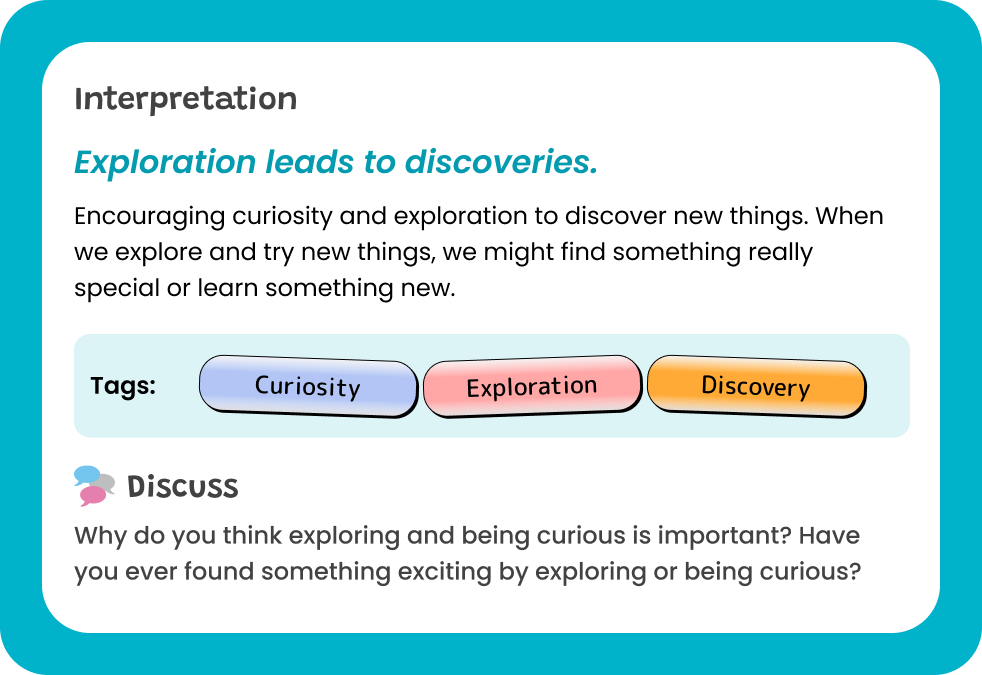 Interpretation
Exploration leads to discoveries.
Encouraging curiosity and exploration to discover new things. When
we explore and try new things, we might find something really
special or learn something new.
Tags: Curiosity Exploration Discovery
Discuss
Why do you think exploring and being curious is important? Have
you ever found something exciting by exploring or being curious?